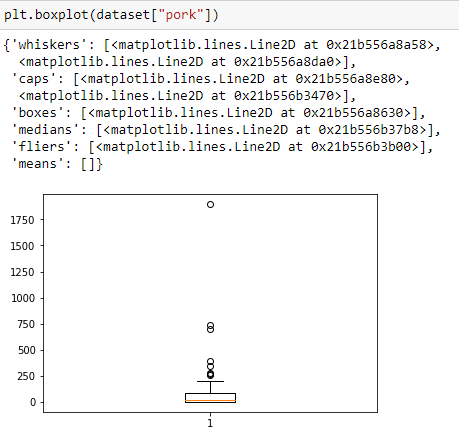 plt.boxplot(dataset["pork"])
{'whiskers': [<matplotlib.lines.Line2D at 0x21b556a8a58>,
<matplotlib.lines.Line2D at 0x21b556a8da0>],
'caps': [<matplotlib.lines.Line2D at 0x21b556a8e80>,
<matplotlib.lines.Line2D at 0x21b556b3470>],
'boxes': [<matplotlib.lines.Line2D at 0x21b556a8630>],
'medians': [<matplotlib.lines.Line2D at 0x21b556b37b8>],
'fliers': [<matplotlib.lines.Line2D at 0x21b556b3b00>],
'means': []}
1750
1500
1250
1000
750
500
250
0
1